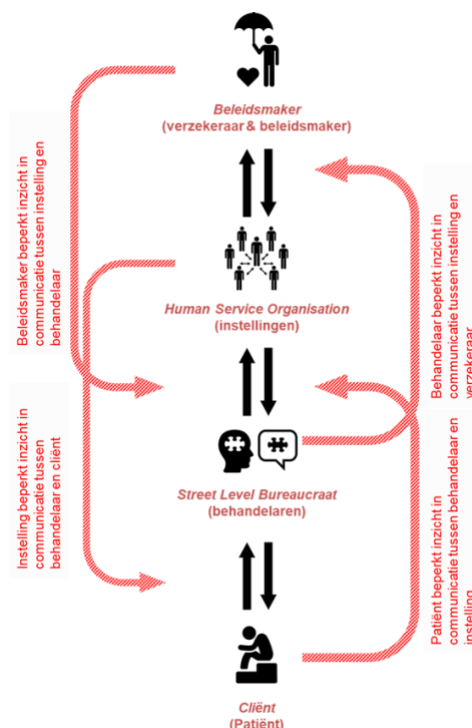 Beleidsmaker
(verzekeraar & beleidsmaker)
Beleidsmaker beperkt inzicht in
communicatie tussen instelling en
behandelaar
Behandelaar beperkt inzicht in
communicatie tussen instelling en
verzekeraar
Human Service Organisation
(instellingen)
Instelling beperkt inzicht in
communicatie tussen
behandelaar en cliënt
Patiënt beperkt inzicht in
communicatie tussen behandelaar en
instelling
Street Level Bureaucraat
(behandelaren)
Cliënt
(Patiënt)